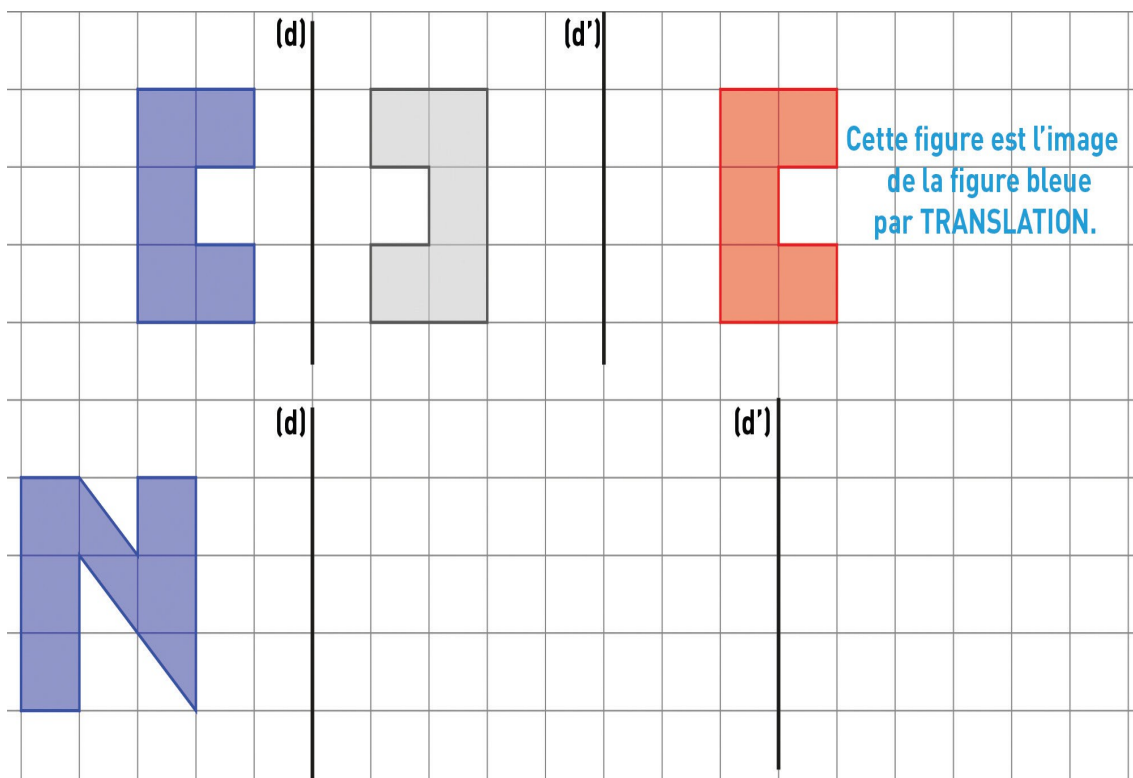 (d)
(d’)
Cette figure est l’image
de la figure bleue
par TRANSLATION.
(d)
(d’)